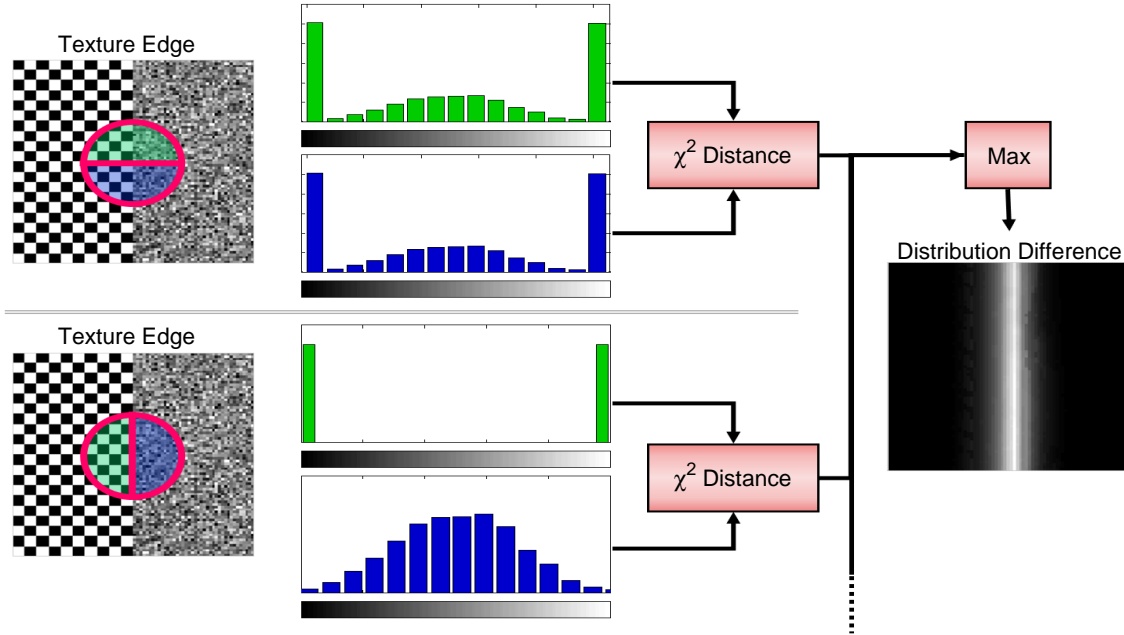 Texture Edge
χ² Distance
Max
Distribution Difference
Texture Edge
χ² Distance